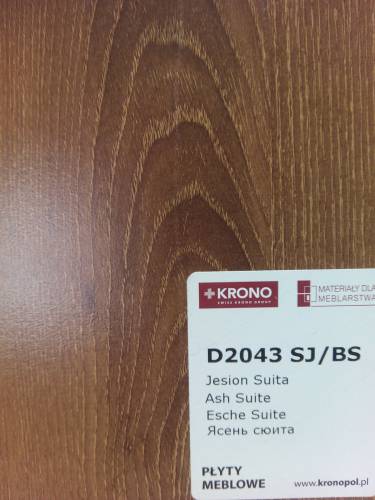 KRONO
SWISS KRONO GROUP
MATERIAŁY DLA
MEBLARSTWA
D2043 SJ/BS
Jesion Suita
Ash Suite
Esche Suite
Ясень сюита
PŁYTY
MEBLOWE
www.kronopol.pl